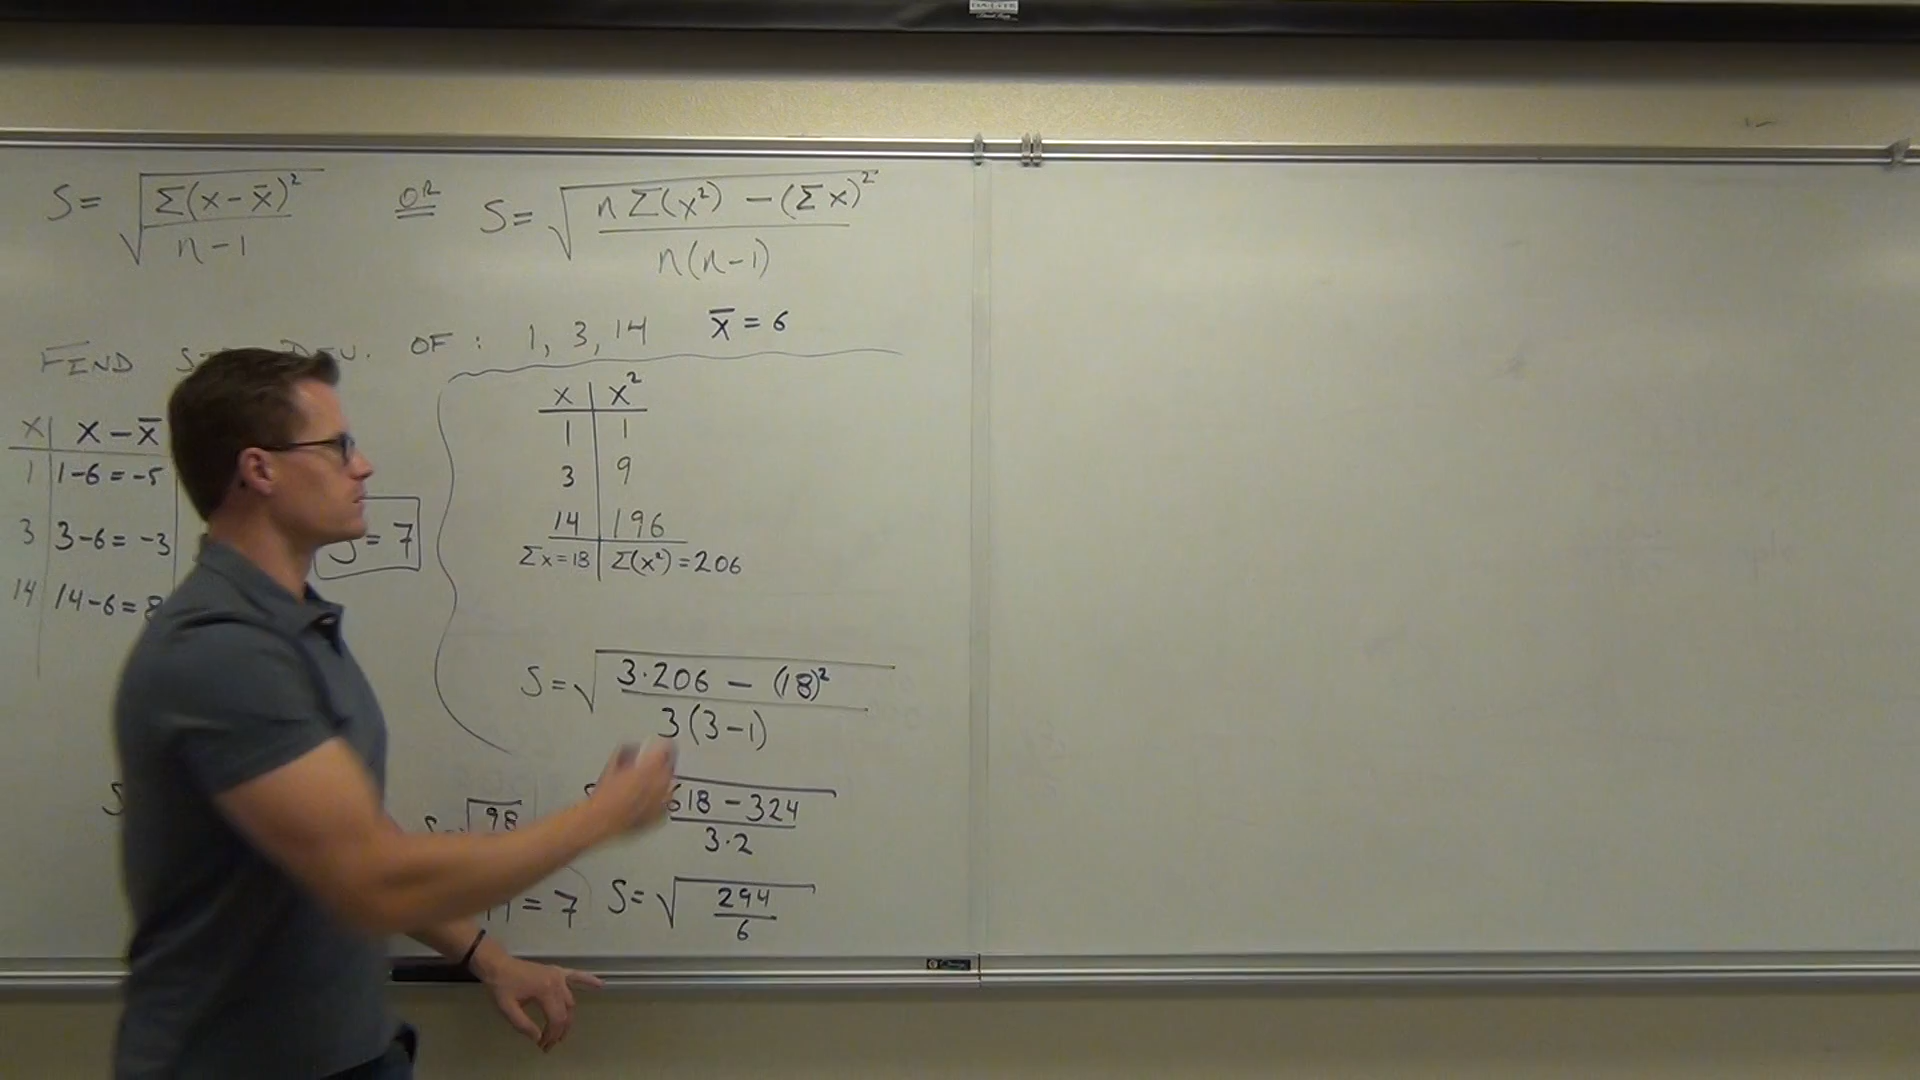 S = √(Σ(x-x̄)²/(n-1)) OR S = √((nΣ(x²) - (Σx)²)/(n(n-1)))
FIND DEV. OF: 1, 3, 14 x̄ = 6
x | x - x̄
1 | 1-6 = -5
3 | 3-6 = -3
14 | 14-6 = 8
= 7
x | x²
1 | 1
3 | 9
14 | 196
Σx = 18 | Σ(x²) = 206
S = √((3·206 - (18)²)/(3(3-1)))
98
618 - 324
3·2
= 7
S = √(294/6)